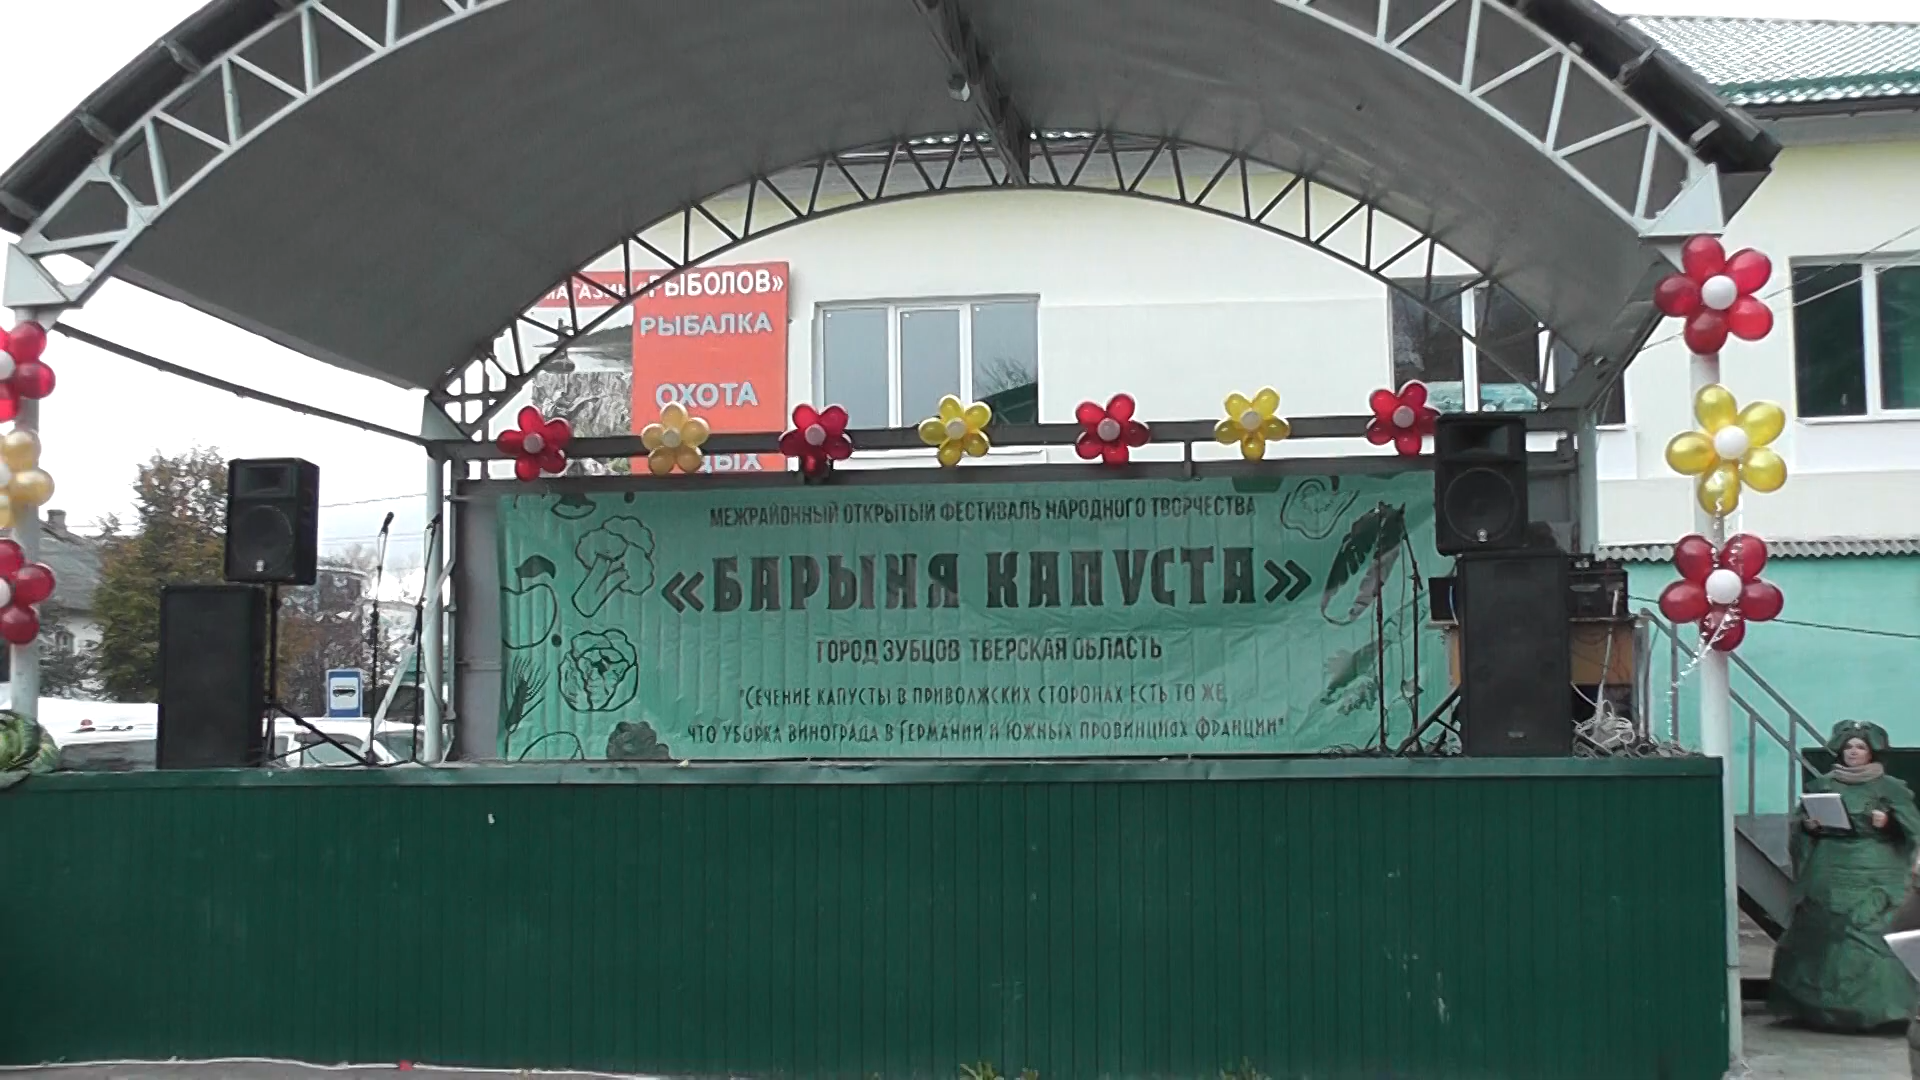 МАГАЗИН «РЫБОЛОВ»
РЫБАЛКА
ОХОТА
МЕЖРАЙОННЫЙ ОТКРЫТЫЙ ФЕСТИВАЛЬ НАРОДНОГО ТВОРЧЕСТВА
«БАРЫНЯ КАПУСТА»
ГОРОД ЗУБЦОВ ТВЕРСКАЯ ОБЛАСТЬ
"Сечение капусты в приволжских сторонах есть то же,
что уборка винограда в Германии и южных провинциях Франции"